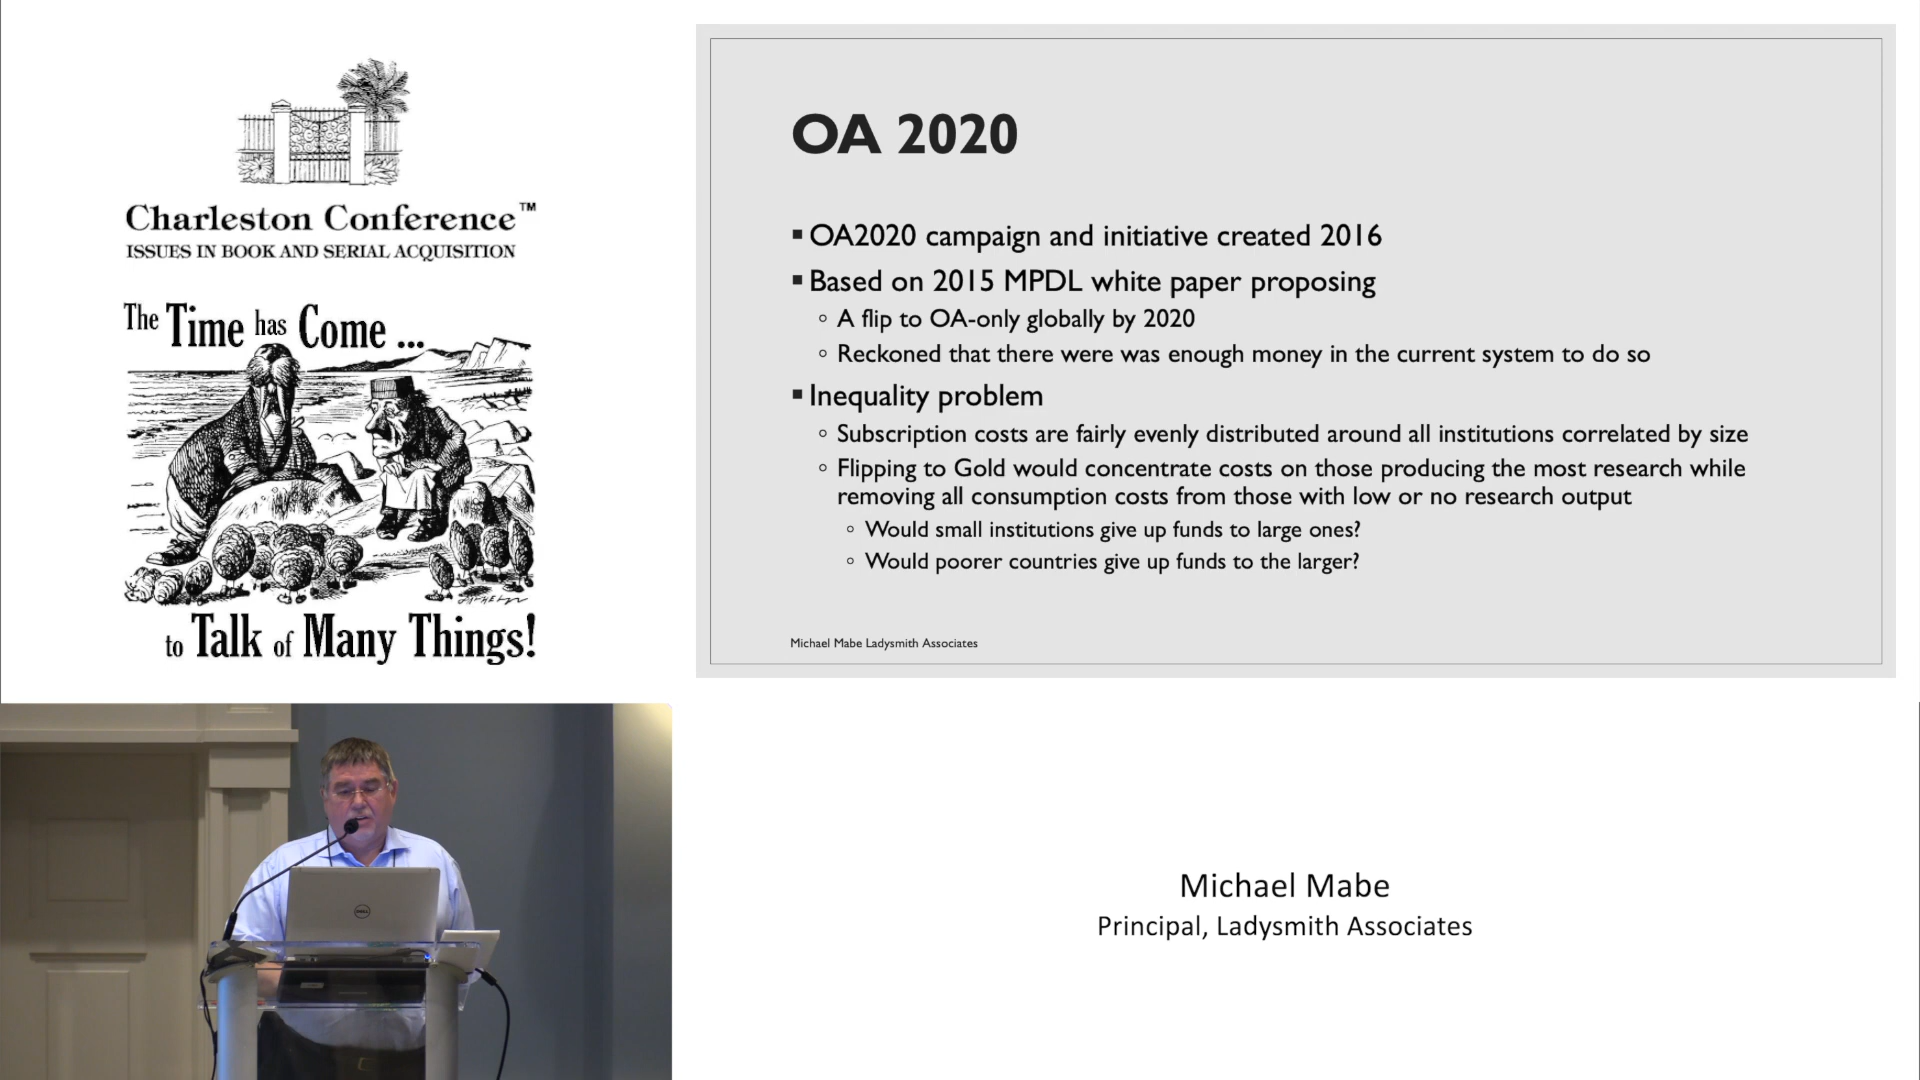 Charleston Conference™
ISSUES IN BOOK AND SERIAL ACQUISITION
The Time has Come ...
to Talk of Many Things!
OA 2020
▪ OA2020 campaign and initiative created 2016
▪ Based on 2015 MPDL white paper proposing
◦ A flip to OA-only globally by 2020
◦ Reckoned that there were was enough money in the current system to do so
▪ Inequality problem
◦ Subscription costs are fairly evenly distributed around all institutions correlated by size
◦ Flipping to Gold would concentrate costs on those producing the most research while
removing all consumption costs from those with low or no research output
◦ Would small institutions give up funds to large ones?
◦ Would poorer countries give up funds to the larger?
Michael Mabe Ladysmith Associates
DELL
Michael Mabe
Principal, Ladysmith Associates